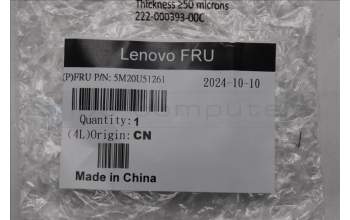 Thickness ≥50 microns
222-000393-00C
Lenovo FRU
(P)FRU P/N: 5M20U51261
2024-10-10
Quantity:1
(4L)Origin: CN
Made in China